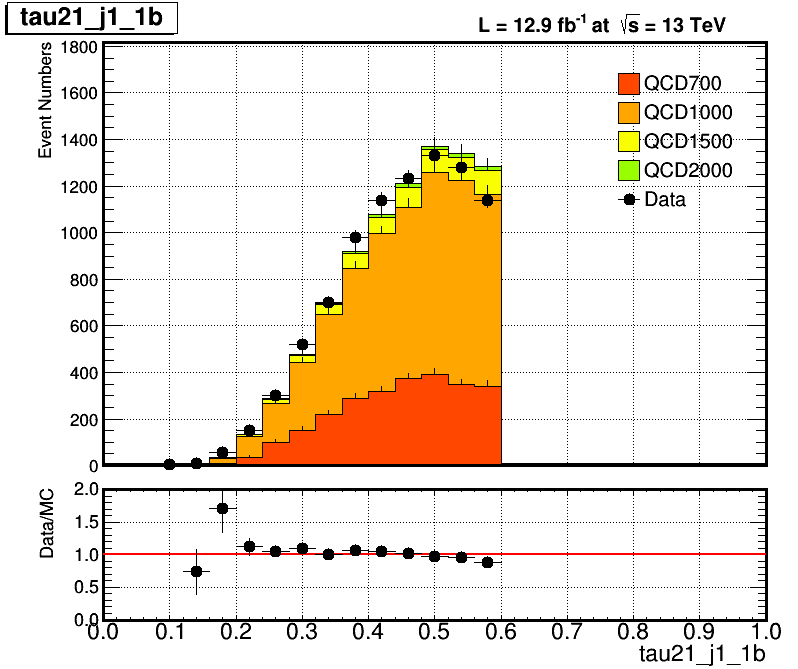 tau21_j1_1b
L = 12.9 fb-1 at √s = 13 TeV
Event Numbers
1800
1600
1400
1200
1000
800
600
400
200
0
QCD700
QCD1000
QCD1500
QCD2000
Data
Data/MC
2.0
1.5
1.0
0.5
0.0
0.0 0.1 0.2 0.3 0.4 0.5 0.6 0.7 0.8 0.9 1.0
tau21_j1_1b